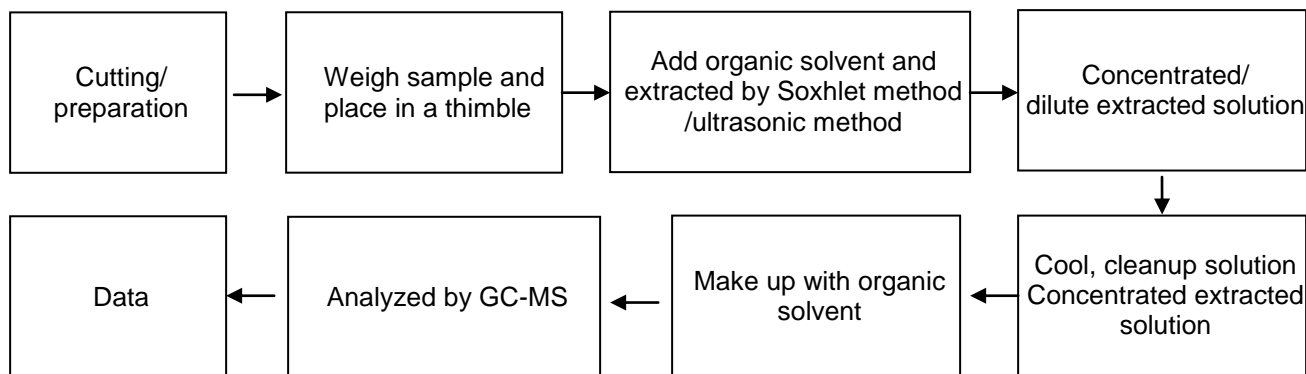 Cutting/
preparation
Weigh sample and
place in a thimble
Add organic solvent and
extracted by Soxhlet method
/ultrasonic method
Concentrated/
dilute extracted solution
Cool, cleanup solution
Concentrated extracted
solution
Make up with organic
solvent
Analyzed by GC-MS
Data